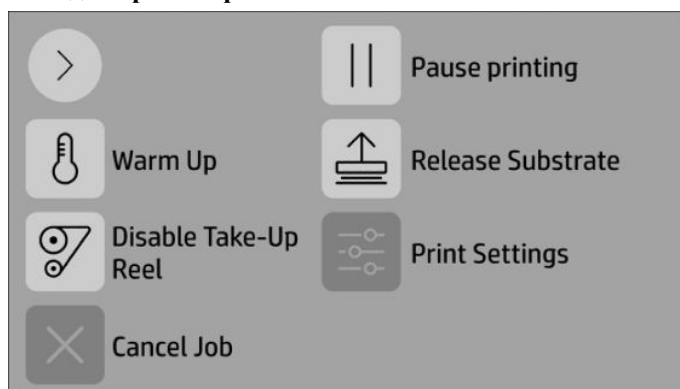 Pause printing
Warm Up
Release Substrate
Disable Take-Up
Reel
Print Settings
Cancel Job